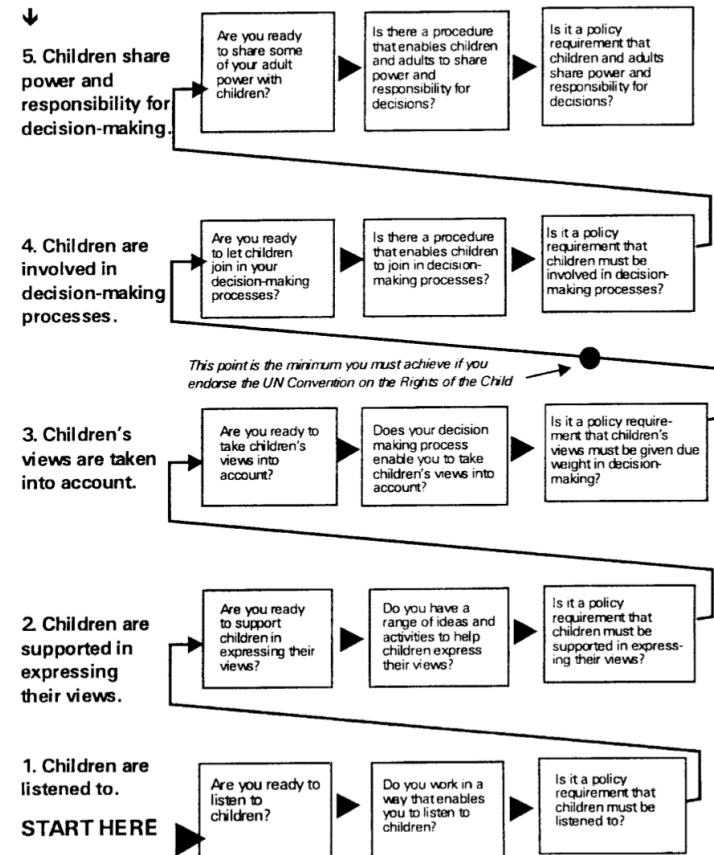 5. Children share
power and
responsibility for
decision-making.
Are you ready
to share some
of your adult
power with
children?
Is there a procedure
that enables children
and adults to share
power and
responsibility for
decisions?
Is it a policy
requirement that
children and adults
share power and
responsibility for
decisions?
4. Children are
involved in
decision-making
processes.
Are you ready
to let children
join in your
decision-making
processes?
Is there a procedure
that enables children
to join in decision-
making processes?
Is it a policy
requirement that
children must be
involved in decision-
making processes?
This point is the minimum you must achieve if you
endorse the UN Convention on the Rights of the Child
3. Children's
views are taken
into account.
Are you ready to
take children's
views into
account?
Does your decision
making process
enable you to take
children's views into
account?
Is it a policy require-
ment that children's
views must be given due
weight in decision-
making?
2. Children are
supported in
expressing
their views.
Are you ready
to support
children in
expressing their
views?
Do you have a
range of ideas and
activities to help
children express
their views?
Is it a policy
requirement that
children must be
supported in express-
ing their views?
1. Children are
listened to.
START HERE
Are you ready to
listen to
children?
Do you work in a
way that enables
you to listen to
children?
Is it a policy
requirement that
children must be
listened to?